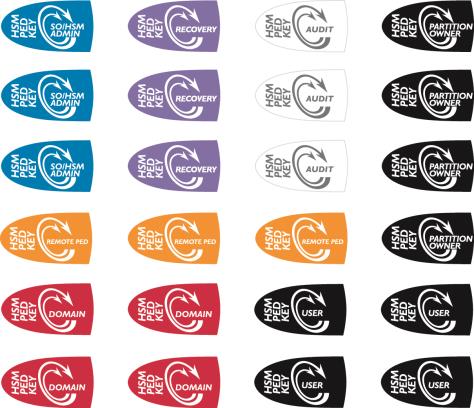 HSM
PED
KEY
SO/HSM
ADMIN
HSM
PED
KEY
RECOVERY
HSM
PED
KEY
AUDIT
HSM
PED
KEY
PARTITION
OWNER
HSM
PED
KEY
SO/HSM
ADMIN
HSM
PED
KEY
RECOVERY
HSM
PED
KEY
AUDIT
HSM
PED
KEY
PARTITION
OWNER
HSM
PED
KEY
SO/HSM
ADMIN
HSM
PED
KEY
RECOVERY
HSM
PED
KEY
AUDIT
HSM
PED
KEY
PARTITION
OWNER
HSM
PED
KEY
REMOTE PED
HSM
PED
KEY
REMOTE PED
HSM
PED
KEY
REMOTE PED
HSM
PED
KEY
PARTITION
OWNER
HSM
PED
KEY
DOMAIN
HSM
PED
KEY
DOMAIN
HSM
PED
KEY
USER
HSM
PED
KEY
USER
HSM
PED
KEY
DOMAIN
HSM
PED
KEY
DOMAIN
HSM
PED
KEY
USER
HSM
PED
KEY
USER